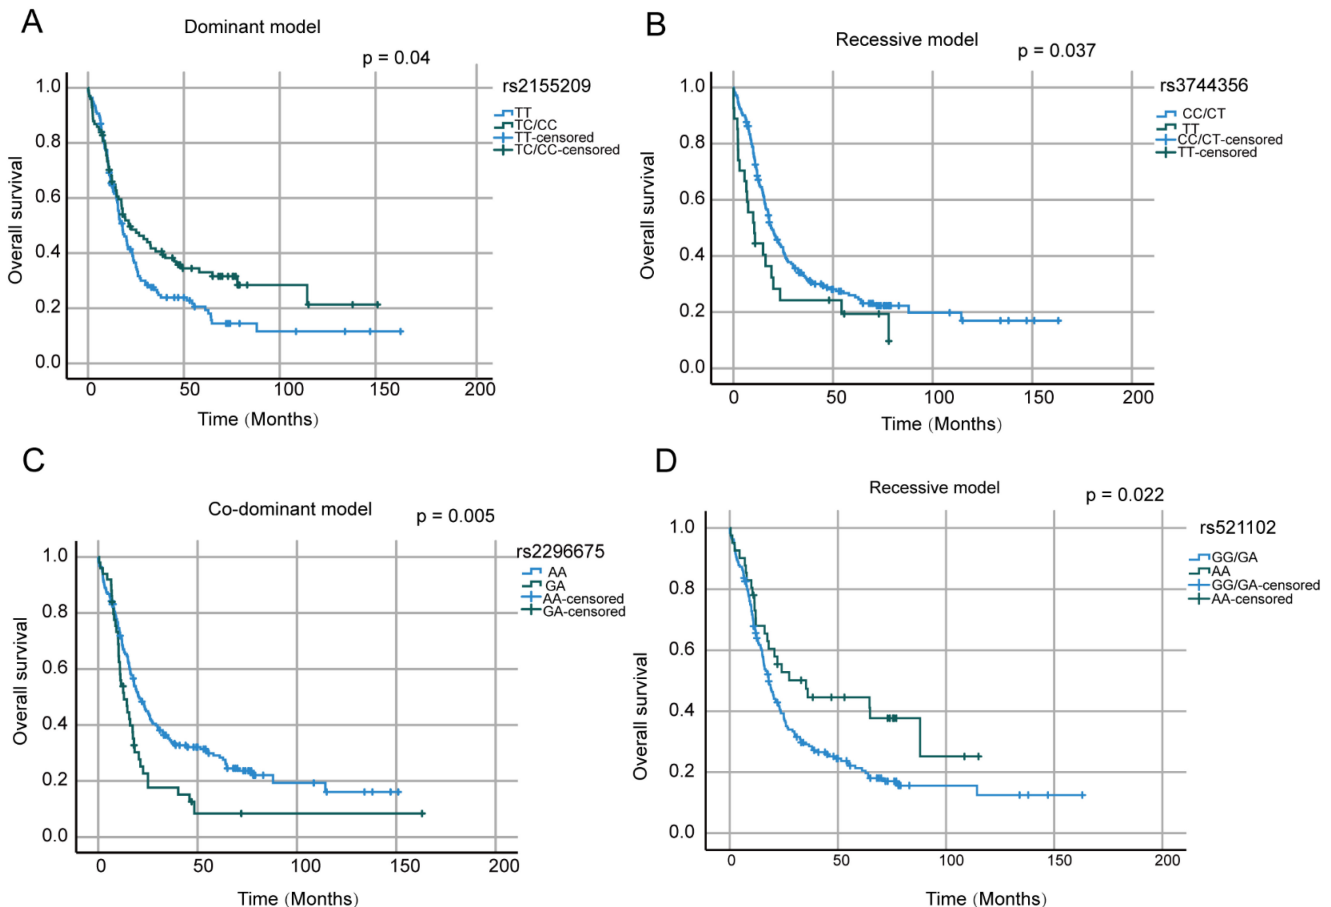 A
Dominant model
p = 0.04
rs2155209
TT
TC/CC
TT-censored
TC/CC-censored
1.0
0.8
0.6
0.4
0.2
0.0
Overall survival
0 50 100 150 200
Time (Months)
B
Recessive model
p = 0.037
rs3744356
CC/CT
TT
CC/CT-censored
TT-censored
1.0
0.8
0.6
0.4
0.2
0.0
Overall survival
0 50 100 150 200
Time (Months)
C
Co-dominant model
p = 0.005
rs2296675
AA
GA
AA-censored
GA-censored
1.0
0.8
0.6
0.4
0.2
0.0
Overall survival
0 50 100 150 200
Time (Months)
D
Recessive model
p = 0.022
rs521102
GG/GA
AA
GG/GA-censored
AA-censored
1.0
0.8
0.6
0.4
0.2
0.0
Overall survival
0 50 100 150 200
Time (Months)